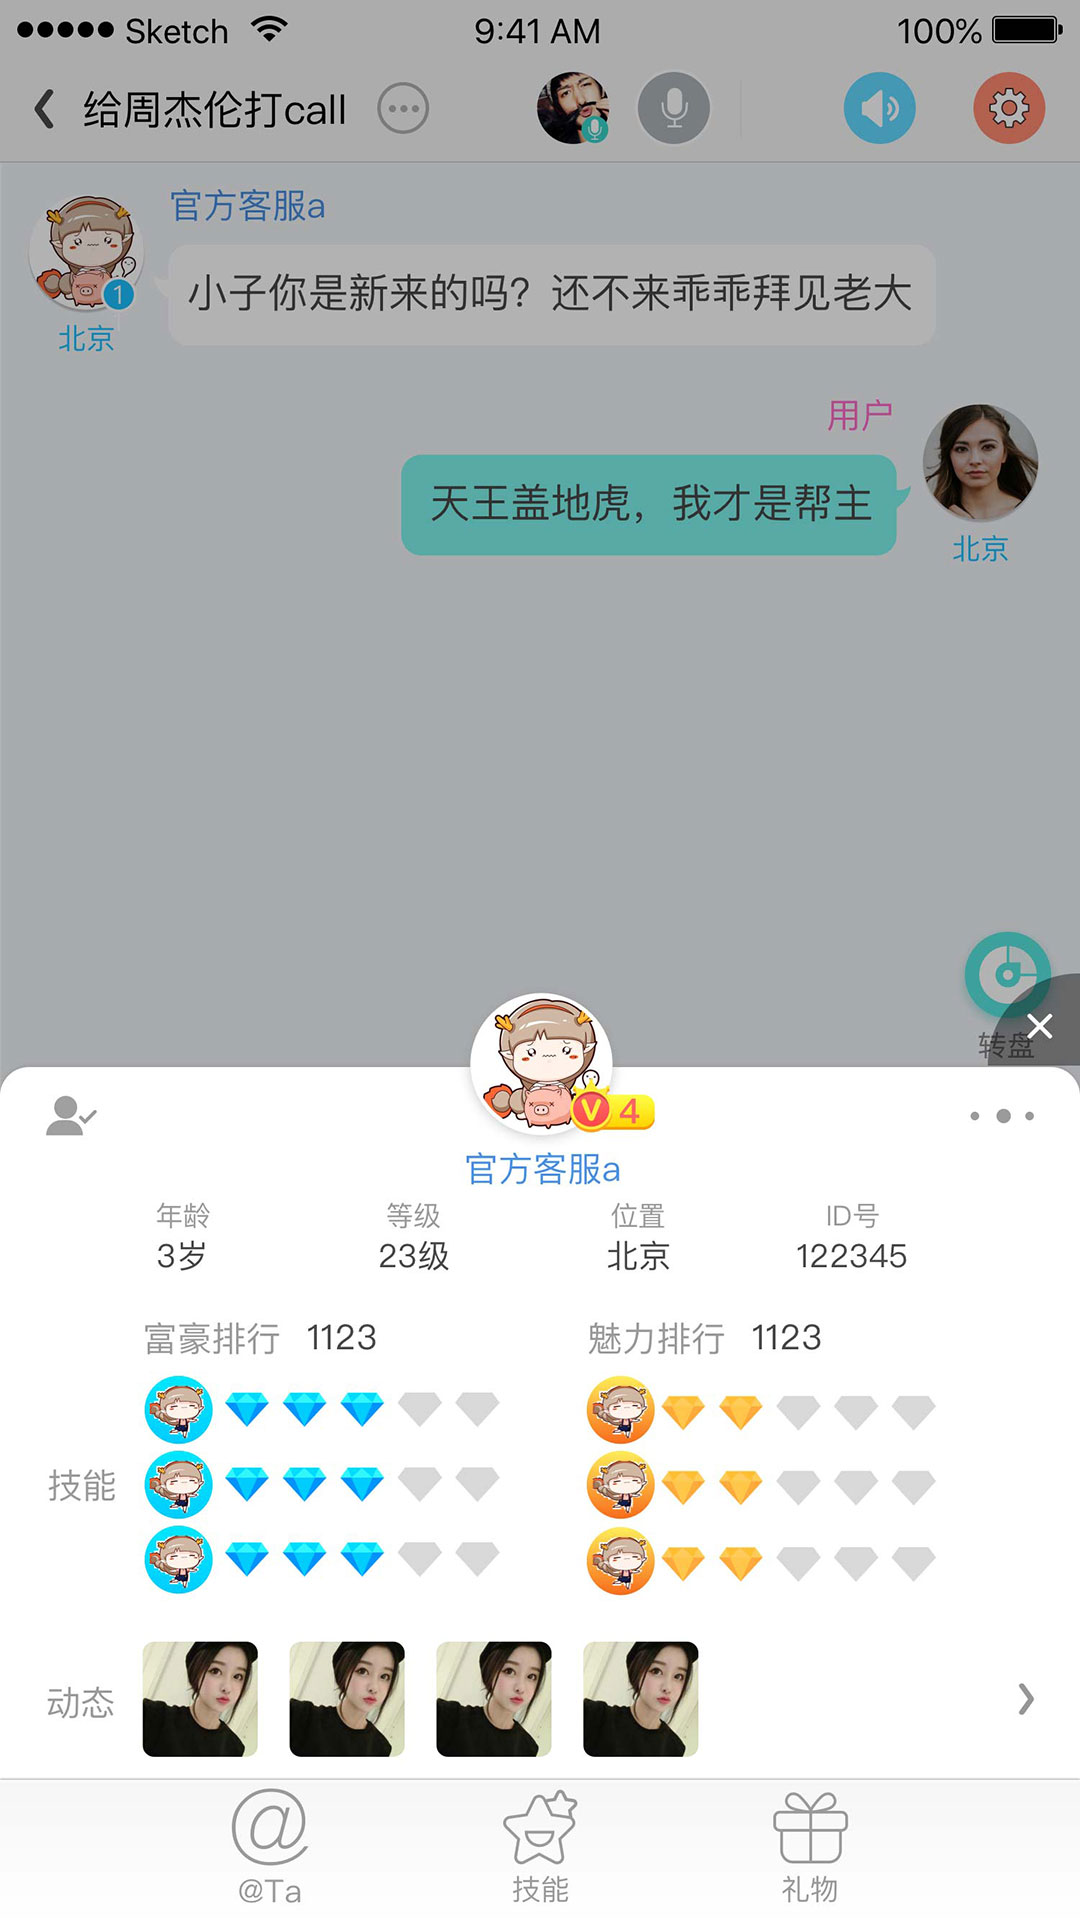 Sketch 9:41 AM 100%
给周杰伦打call
官方客服a
小子你是新来的吗？还不来乖乖拜见老大
1
北京
用户
天王盖地虎，我才是帮主
北京
转盘
V 4
官方客服a
年龄 等级 位置 ID号
3岁 23级 北京 122345
富豪排行 1123 魅力排行 1123
技能
动态
@Ta 技能 礼物